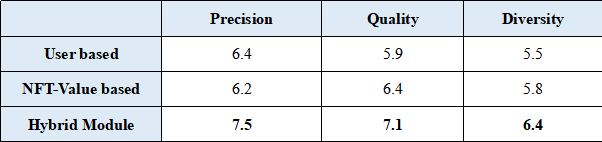 Precision Quality Diversity
User based 6.4 5.9 5.5
NFT-Value based 6.2 6.4 5.8
Hybrid Module 7.5 7.1 6.4